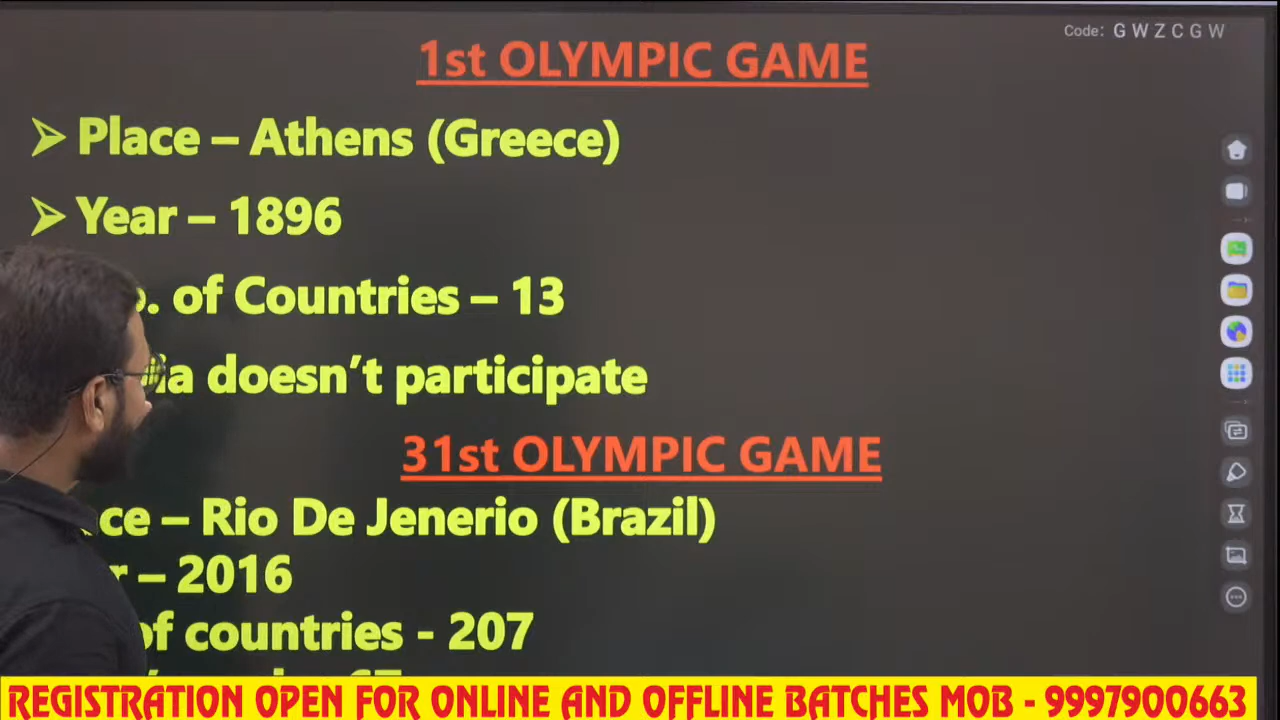 Code: GWZCGW
1st OLYMPIC GAME
Place – Athens (Greece)
Year – 1896
of Countries – 13
doesn't participate
31st OLYMPIC GAME
– Rio De Jenerio (Brazil)
– 2016
of countries - 207
REGISTRATION OPEN FOR ONLINE AND OFFLINE BATCHES MOB - 9997900663